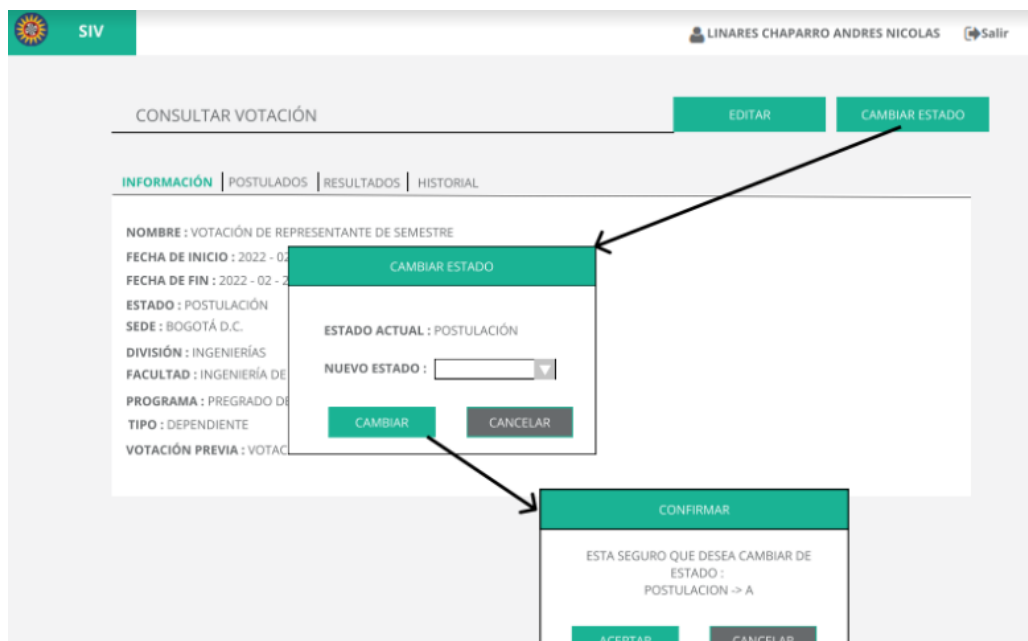 SIV
LINARES CHAPARRO ANDRES NICOLAS
Salir
CONSULTAR VOTACIÓN
EDITAR
CAMBIAR ESTADO
INFORMACIÓN
POSTULADOS
RESULTADOS
HISTORIAL
NOMBRE : VOTACIÓN DE REPRESENTANTE DE SEMESTRE
FECHA DE INICIO : 2022 - 02
FECHA DE FIN : 2022 - 02 - 2
ESTADO : POSTULACIÓN
SEDE : BOGOTÁ D.C.
DIVISIÓN : INGENIERÍAS
FACULTAD : INGENIERÍA DE
PROGRAMA : PREGRADO DE
TIPO : DEPENDIENTE
VOTACIÓN PREVIA : VOTAC
CAMBIAR ESTADO
ESTADO ACTUAL : POSTULACIÓN
NUEVO ESTADO :
CAMBIAR
CANCELAR
CONFIRMAR
ESTA SEGURO QUE DESEA CAMBIAR DE
ESTADO :
POSTULACION -> A
ACEPTAR
CANCELAR